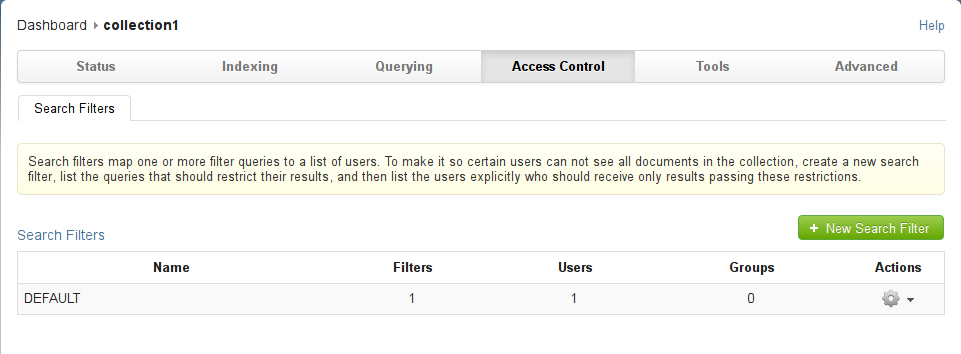 Dashboard collection1 Help
Status Indexing Querying Access Control Tools Advanced
Search Filters
Search filters map one or more filter queries to a list of users. To make it so certain users can not see all documents in the collection, create a new search
filter, list the queries that should restrict their results, and then list the users explicitly who should receive only results passing these restrictions.
+ New Search Filter
Search Filters
Name Filters Users Groups Actions
DEFAULT 1 1 0